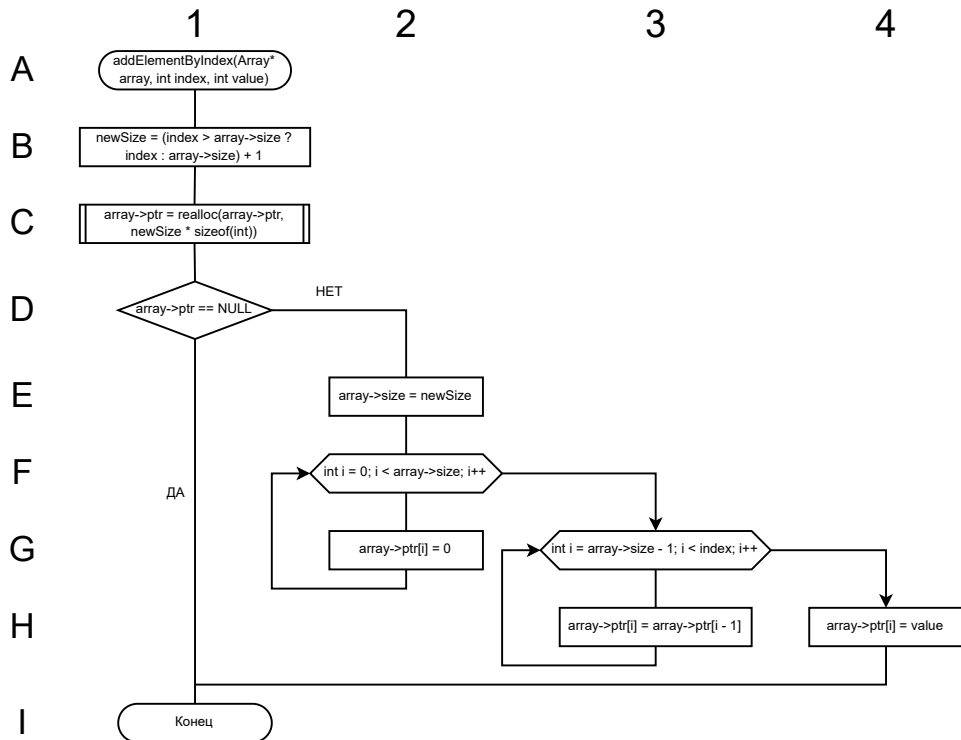 1
2
3
4
A
addElementByIndex(Array*
array, int index, int value)
B
newSize = (index > array->size ?
index : array->size) + 1
C
array->ptr = realloc(array->ptr,
newSize * sizeof(int))
D
array->ptr == NULL
НЕТ
E
array->size = newSize
F
int i = 0; i < array->size; i++
ДА
G
array->ptr[i] = 0
int i = array->size - 1; i < index; i++
H
array->ptr[i] = array->ptr[i - 1]
array->ptr[i] = value
I
Конец